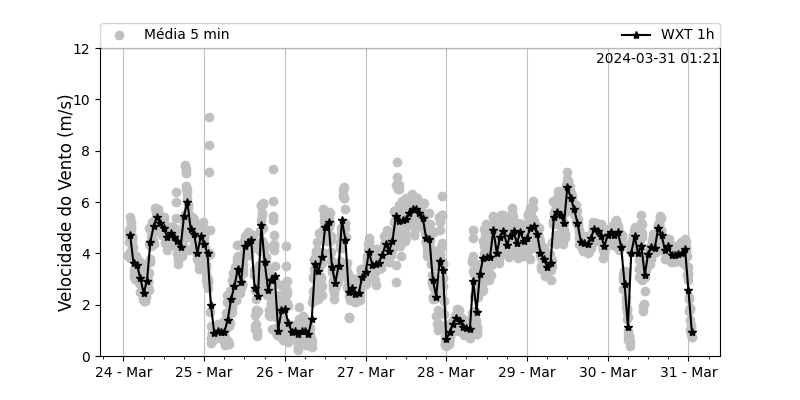 Média 5 min
WXT 1h
2024-03-31 01:21
Velocidade do Vento (m/s)
12
10
8
6
4
2
0
24 - Mar
25 - Mar
26 - Mar
27 - Mar
28 - Mar
29 - Mar
30 - Mar
31 - Mar